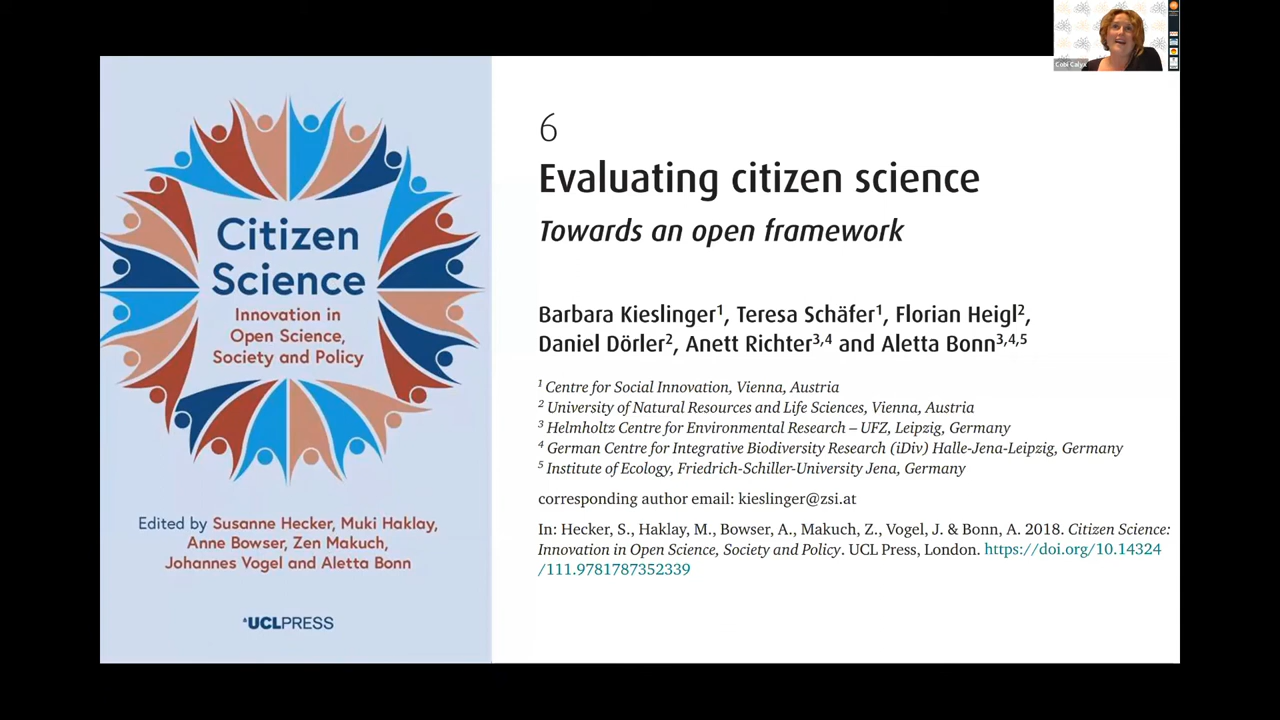 Cobi Calyx
6
Evaluating citizen science
Towards an open framework
Barbara Kieslinger1, Teresa Schäfer1, Florian Heigl2,
Daniel Dörler2, Anett Richter3,4 and Aletta Bonn3,4,5
1 Centre for Social Innovation, Vienna, Austria
2 University of Natural Resources and Life Sciences, Vienna, Austria
3 Helmholtz Centre for Environmental Research – UFZ, Leipzig, Germany
4 German Centre for Integrative Biodiversity Research (iDiv) Halle-Jena-Leipzig, Germany
5 Institute of Ecology, Friedrich-Schiller-University Jena, Germany
corresponding author email: kieslinger@zsi.at
In: Hecker, S., Haklay, M., Bowser, A., Makuch, Z., Vogel, J. & Bonn, A. 2018. Citizen Science:
Innovation in Open Science, Society and Policy. UCL Press, London. https://doi.org/10.14324
/111.9781787352339
Citizen
Science
Innovation in
Open Science,
Society and Policy
Edited by Susanne Hecker, Muki Haklay,
Anne Bowser, Zen Makuch,
Johannes Vogel and Aletta Bonn
UCLPRESS